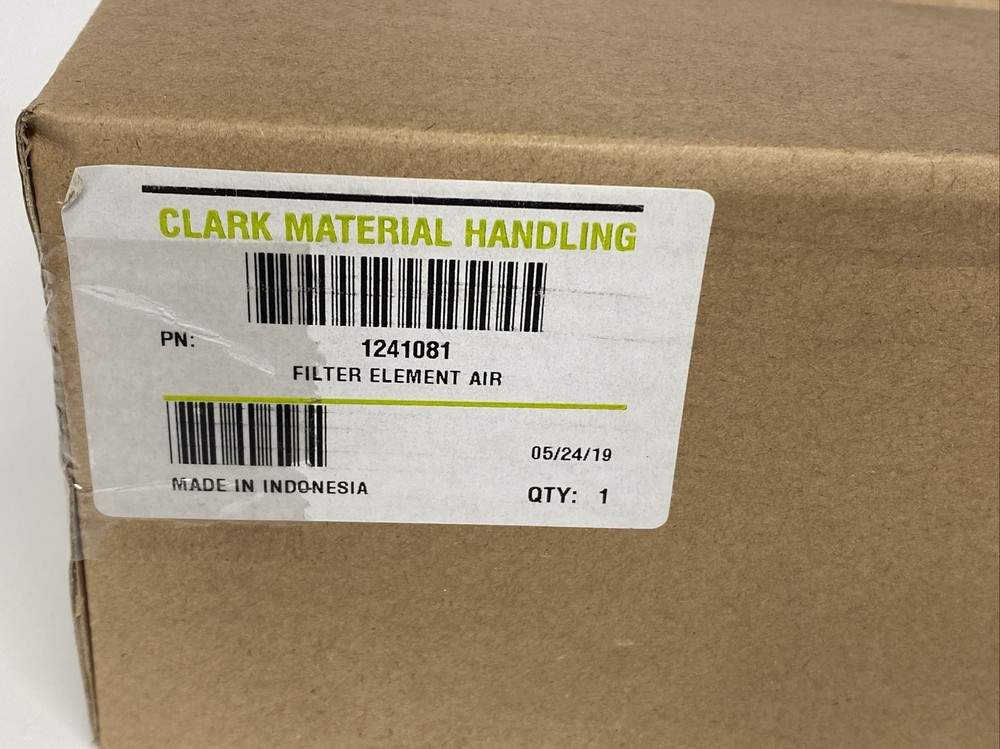 CLARK MATERIAL HANDLING
PN: 1241081
FILTER ELEMENT AIR
05/24/19
MADE IN INDONESIA QTY: 1